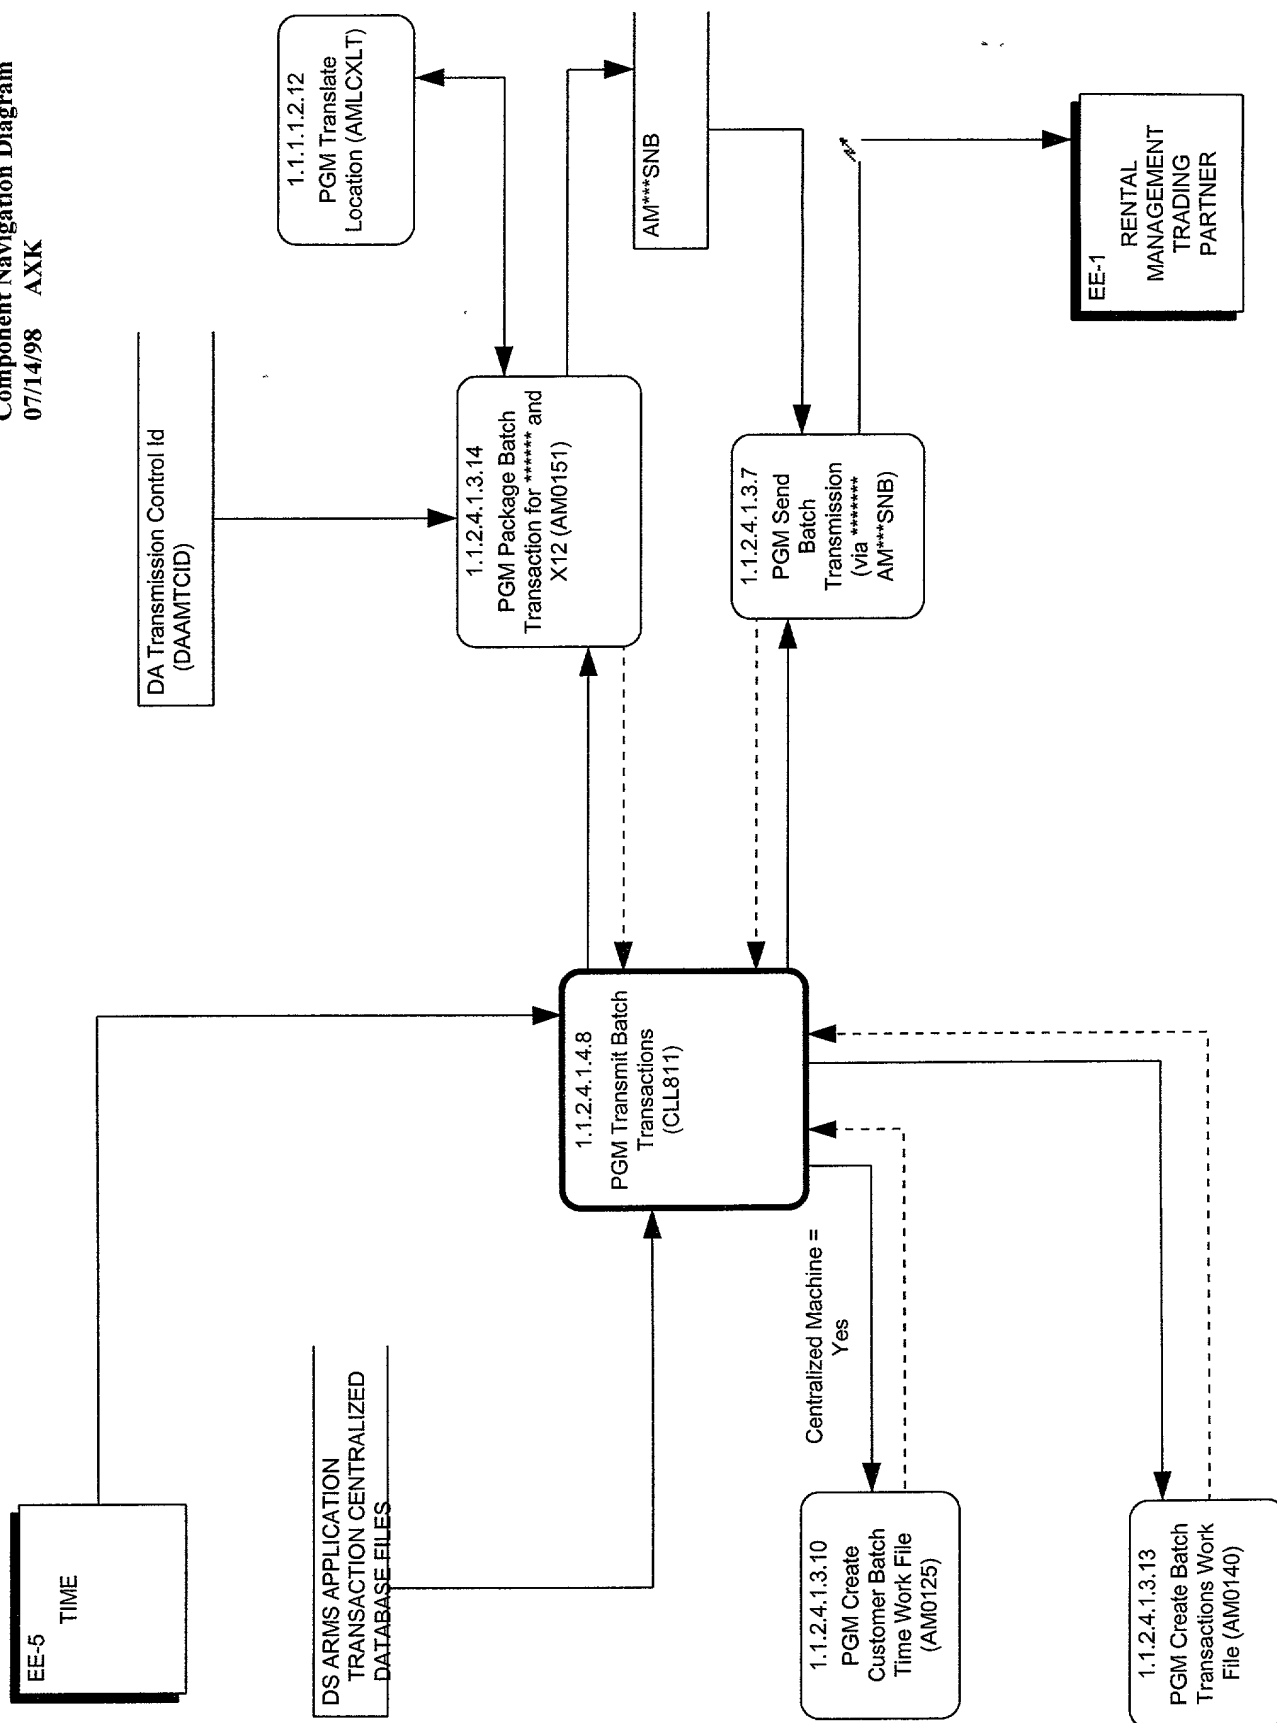 Component Navigation Diagram
07/14/98 AXK
EE-5
TIME
DS ARMS APPLICATION
TRANSACTION CENTRALIZED
DATABASE FILES
1.1.2.4.1.3.10
PGM Create
Customer Batch
Time Work File
(AM0125)
1.1.2.4.1.3.13
PGM Create Batch
Transactions Work
File (AM0140)
Centralized Machine =
Yes
1.1.2.4.1.4.8
PGM Transmit Batch
Transactions
(CLL811)
DA Transmission Control Id
(DAAMTCID)
1.1.2.4.1.3.14
PGM Package Batch
Transaction for ****** and
X12 (AM0151)
1.1.2.4.1.3.7
PGM Send
Batch
Transmission
(via *******
AM***SNB)
1.1.1.1.2.12
PGM Translate
Location (AMLCXLT)
AM***SNB
EE-1
RENTAL
MANAGEMENT
TRADING
PARTNER